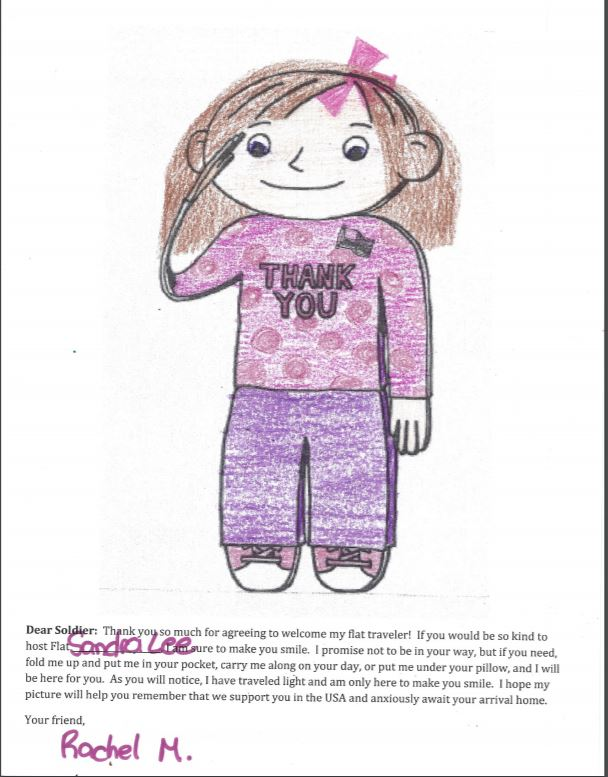 THANK
YOU
Dear Soldier: Thank you so much for agreeing to welcome my flat traveler! If you would be so kind to
host Flat Sandra Lee I am sure to make you smile. I promise not to be in your way, but if you need,
fold me up and put me in your pocket, carry me along on your day, or put me under your pillow, and I will
be here for you. As you will notice, I have traveled light and am only here to make you smile. I hope my
picture will help you remember that we support you in the USA and anxiously await your arrival home.
Your friend,
Rachel M.